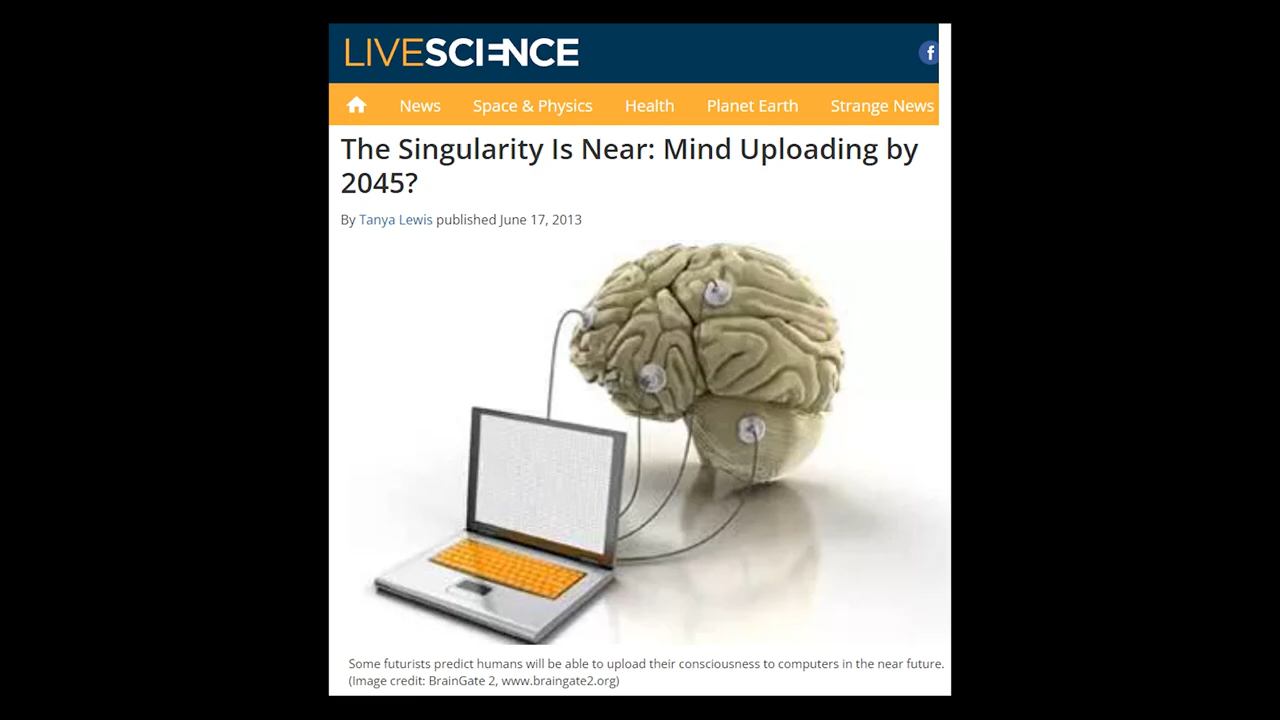 LIVESCIENCE
f
News Space & Physics Health Planet Earth Strange News
The Singularity Is Near: Mind Uploading by
2045?
By Tanya Lewis published June 17, 2013
Some futurists predict humans will be able to upload their consciousness to computers in the near future.
(Image credit: BrainGate 2, www.braingate2.org)